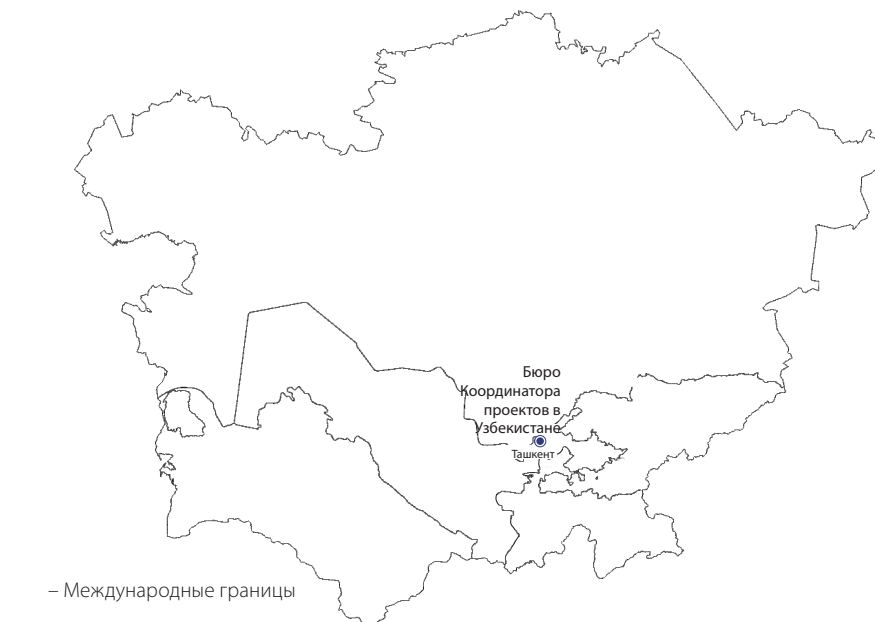 Бюро
Координатора
проектов в
Узбекистане
Ташкент
– Международные границы